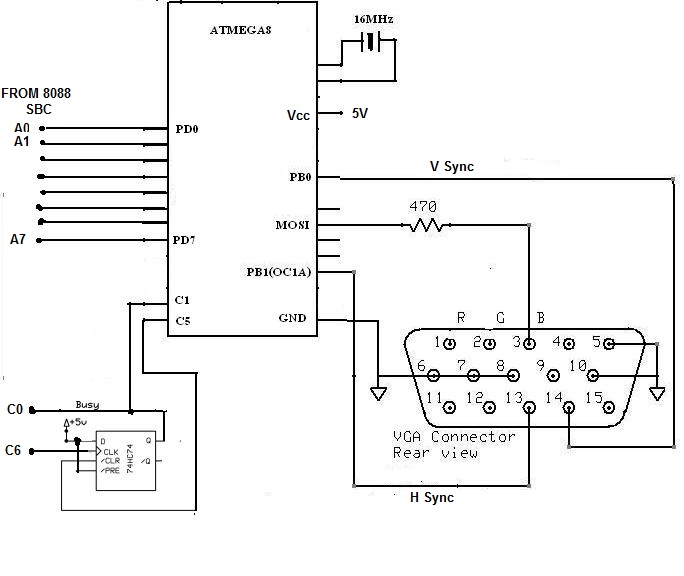 16MHz
ATMEGA8
FROM 8088
SBC
Vcc
5V
A0
PD0
A1
V Sync
PB0
470
MOSI
A7
PD7
PB1(OC1A)
C1
C5
GND
R G B
1 2 3 4 5
6 7 8 9 10
11 12 13 14 15
C0
Busy
+5v
D Q
C6
CLK
/CLR /Q
/PRE
74HC74
VGA Connector
Rear view
H Sync